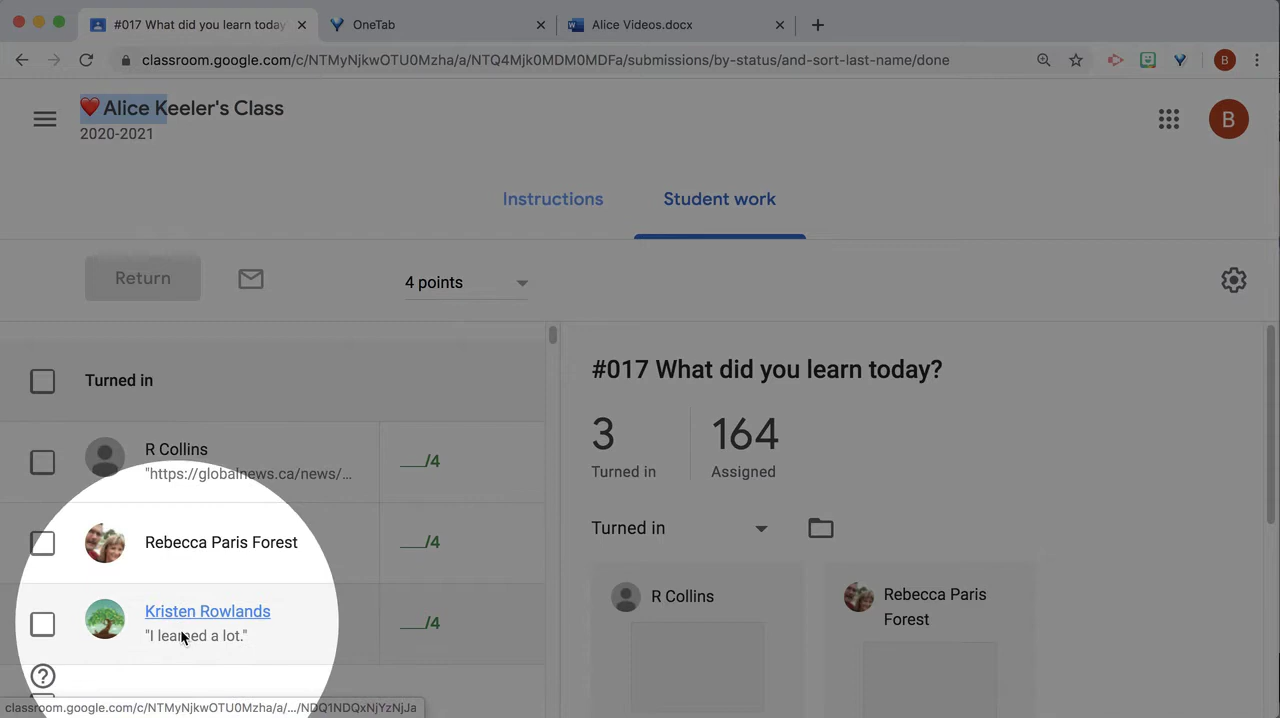 #017 What did you learn today
OneTab
Alice Videos.docx
classroom.google.com/c/NTMyNjkwOTU0Mzha/a/NTQ4Mjk0MDM0MDFa/submissions/by-status/and-sort-last-name/done
B
❤️Alice Keeler's Class
2020-2021
B
Instructions
Student work
Return
4 points
Turned in
#017 What did you learn today?
R Collins
"https://globalnews.ca/news/...
___/4
3
164
Turned in
Assigned
Rebecca Paris Forest
___/4
Turned in
Kristen Rowlands
"I learned a lot."
___/4
R Collins
Rebecca Paris
Forest
?
classroom.google.com/c/NTMyNjkwOTU0Mzha/a/.../NDQ1NDQxNjYzNjJa